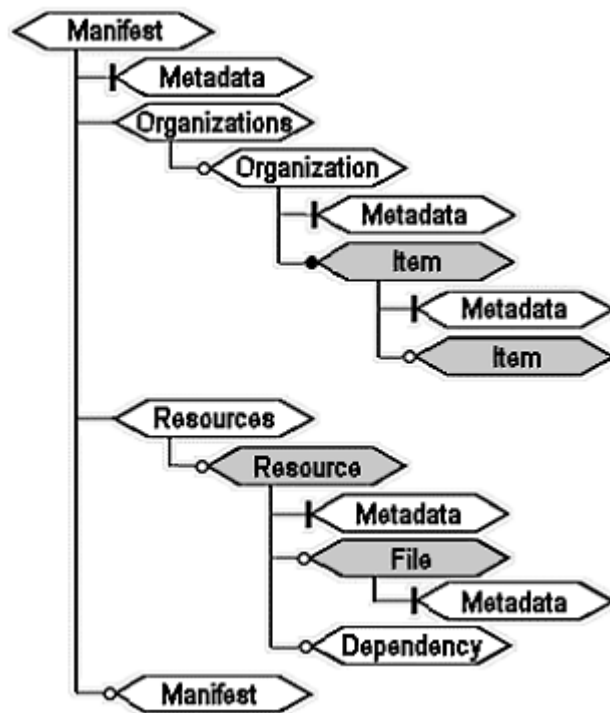 Manifest
Metadata
Organizations
Organization
Metadata
Item
Metadata
Item
Resources
Resource
Metadata
File
Metadata
Dependency
Manifest